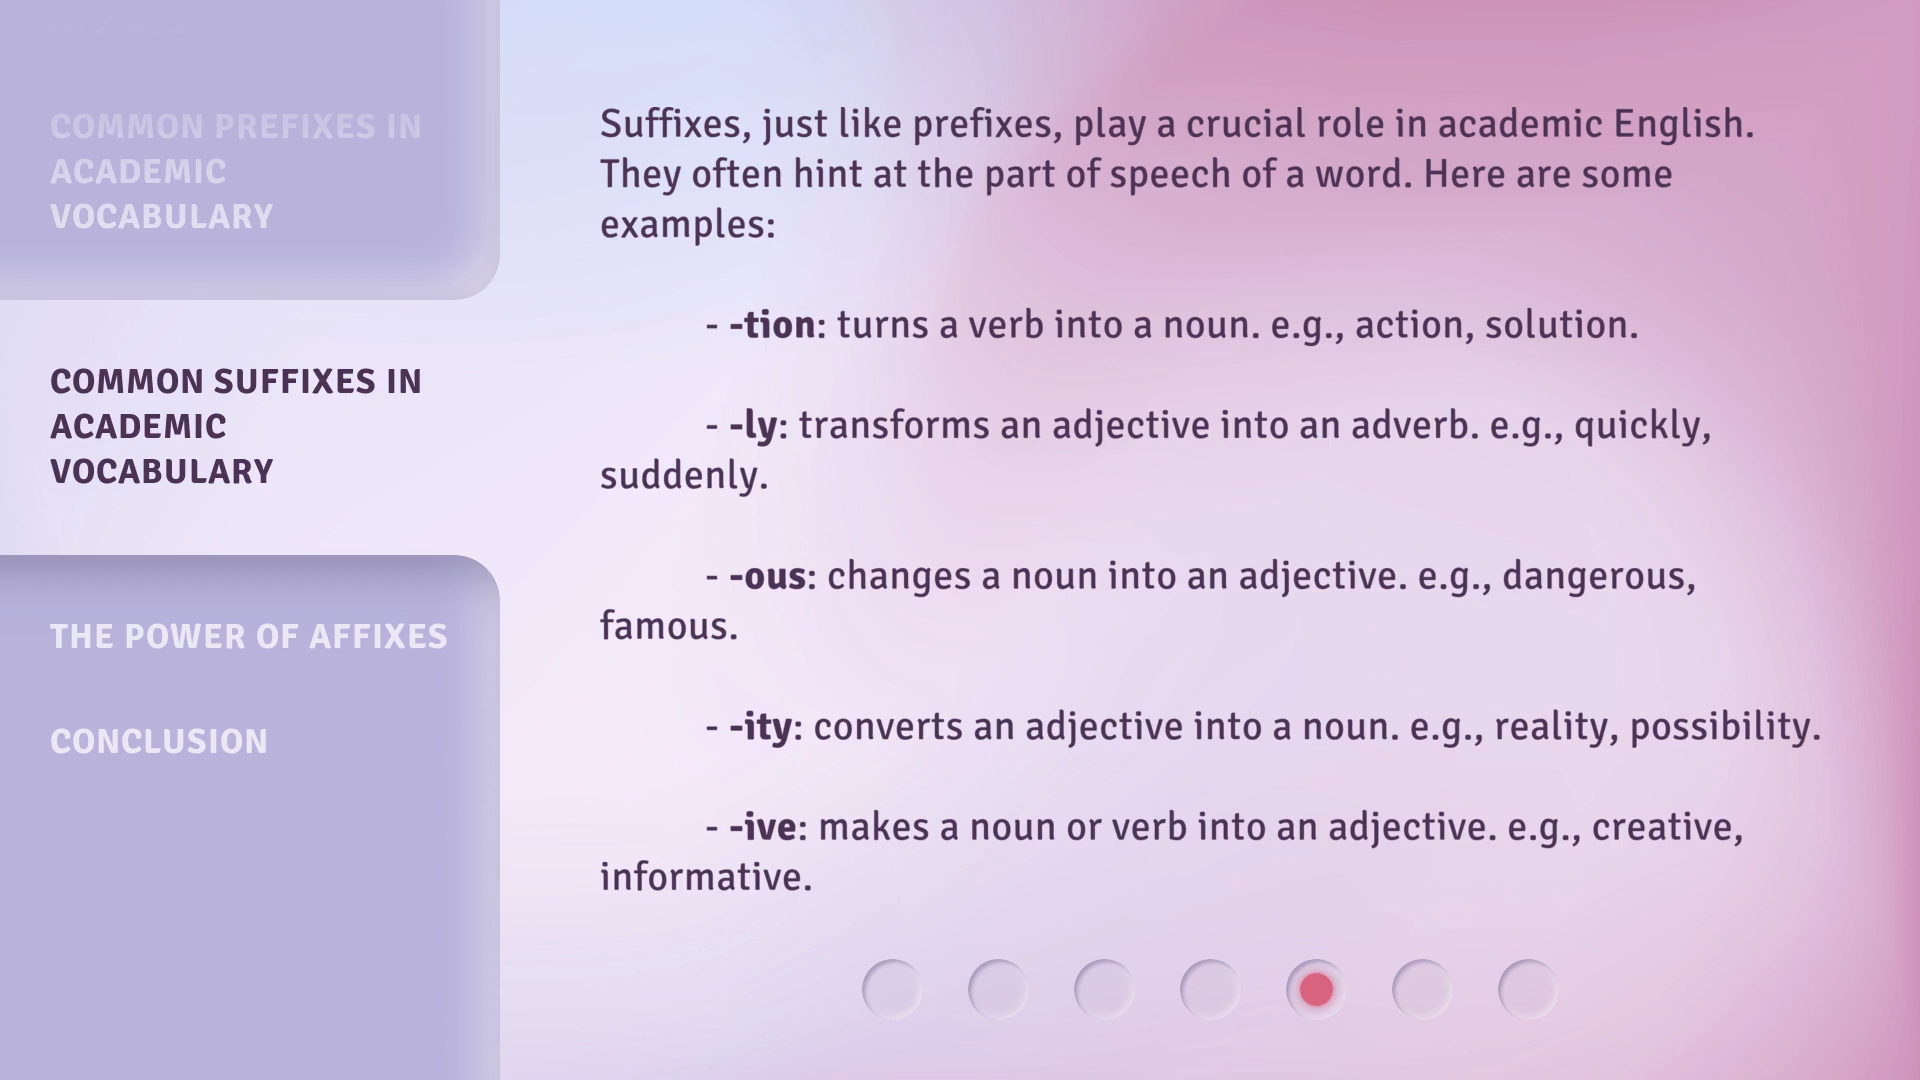 COMMON PREFIXES IN
ACADEMIC
VOCABULARY
COMMON SUFFIXES IN
ACADEMIC
VOCABULARY
THE POWER OF AFFIXES
CONCLUSION
Suffixes, just like prefixes, play a crucial role in academic English.
They often hint at the part of speech of a word. Here are some
examples:
- -tion: turns a verb into a noun. e.g., action, solution.
- -ly: transforms an adjective into an adverb. e.g., quickly,
suddenly.
- -ous: changes a noun into an adjective. e.g., dangerous,
famous.
- -ity: converts an adjective into a noun. e.g., reality, possibility.
- -ive: makes a noun or verb into an adjective. e.g., creative,
informative.